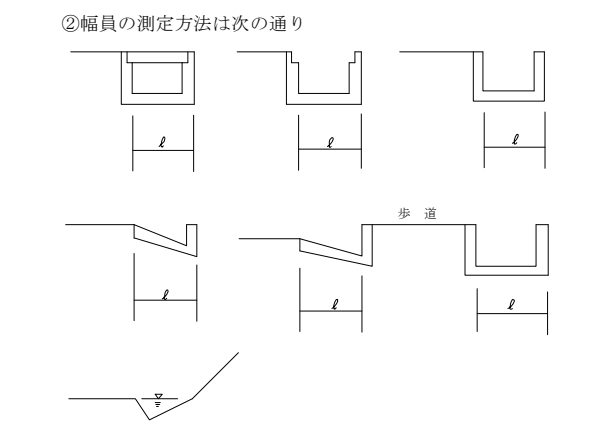 ②幅員の測定方法は次の通り
ℓ ℓ ℓ
歩 道
ℓ ℓ ℓ